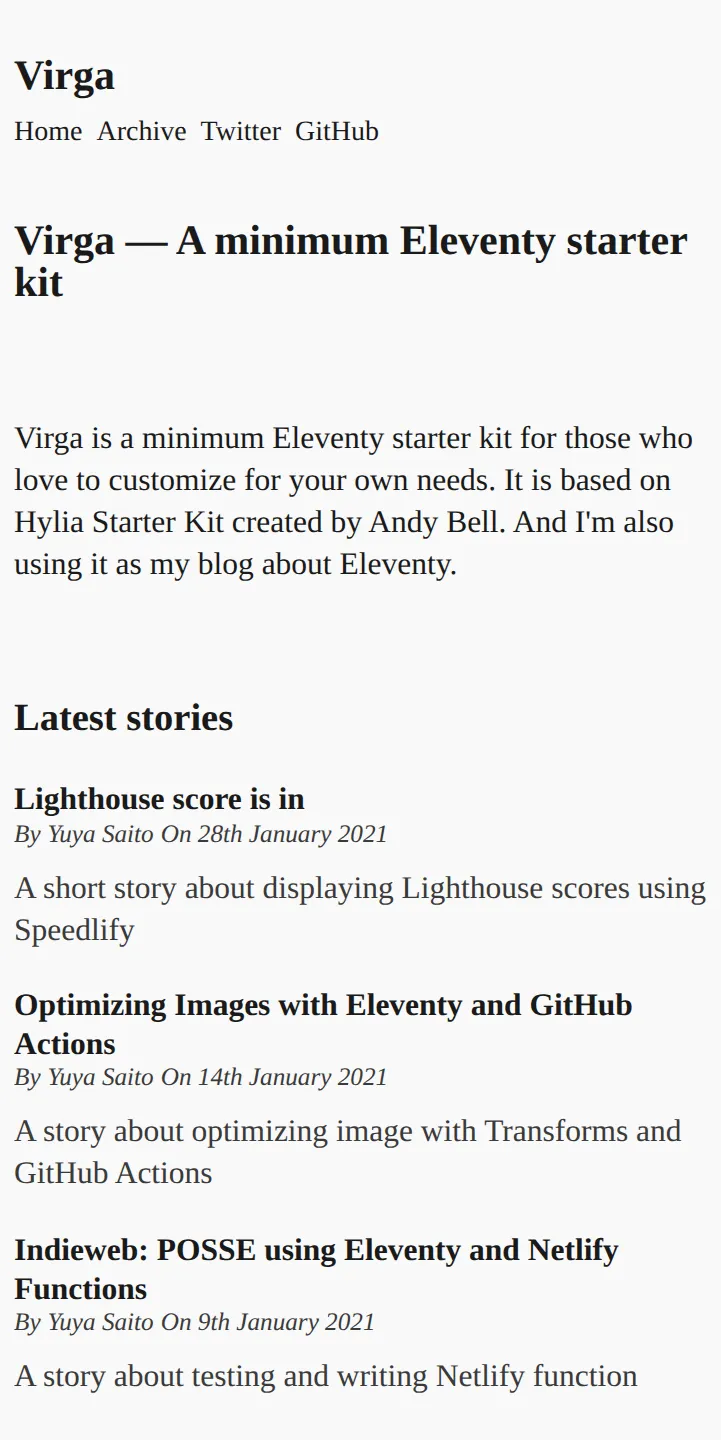 Virga
Home Archive Twitter GitHub
Virga — A minimum Eleventy starter
kit
Virga is a minimum Eleventy starter kit for those who
love to customize for your own needs. It is based on
Hylia Starter Kit created by Andy Bell. And I'm also
using it as my blog about Eleventy.
Latest stories
Lighthouse score is in
By Yuya Saito On 28th January 2021
A short story about displaying Lighthouse scores using
Speedlify
Optimizing Images with Eleventy and GitHub
Actions
By Yuya Saito On 14th January 2021
A story about optimizing image with Transforms and
GitHub Actions
Indieweb: POSSE using Eleventy and Netlify
Functions
By Yuya Saito On 9th January 2021
A story about testing and writing Netlify function